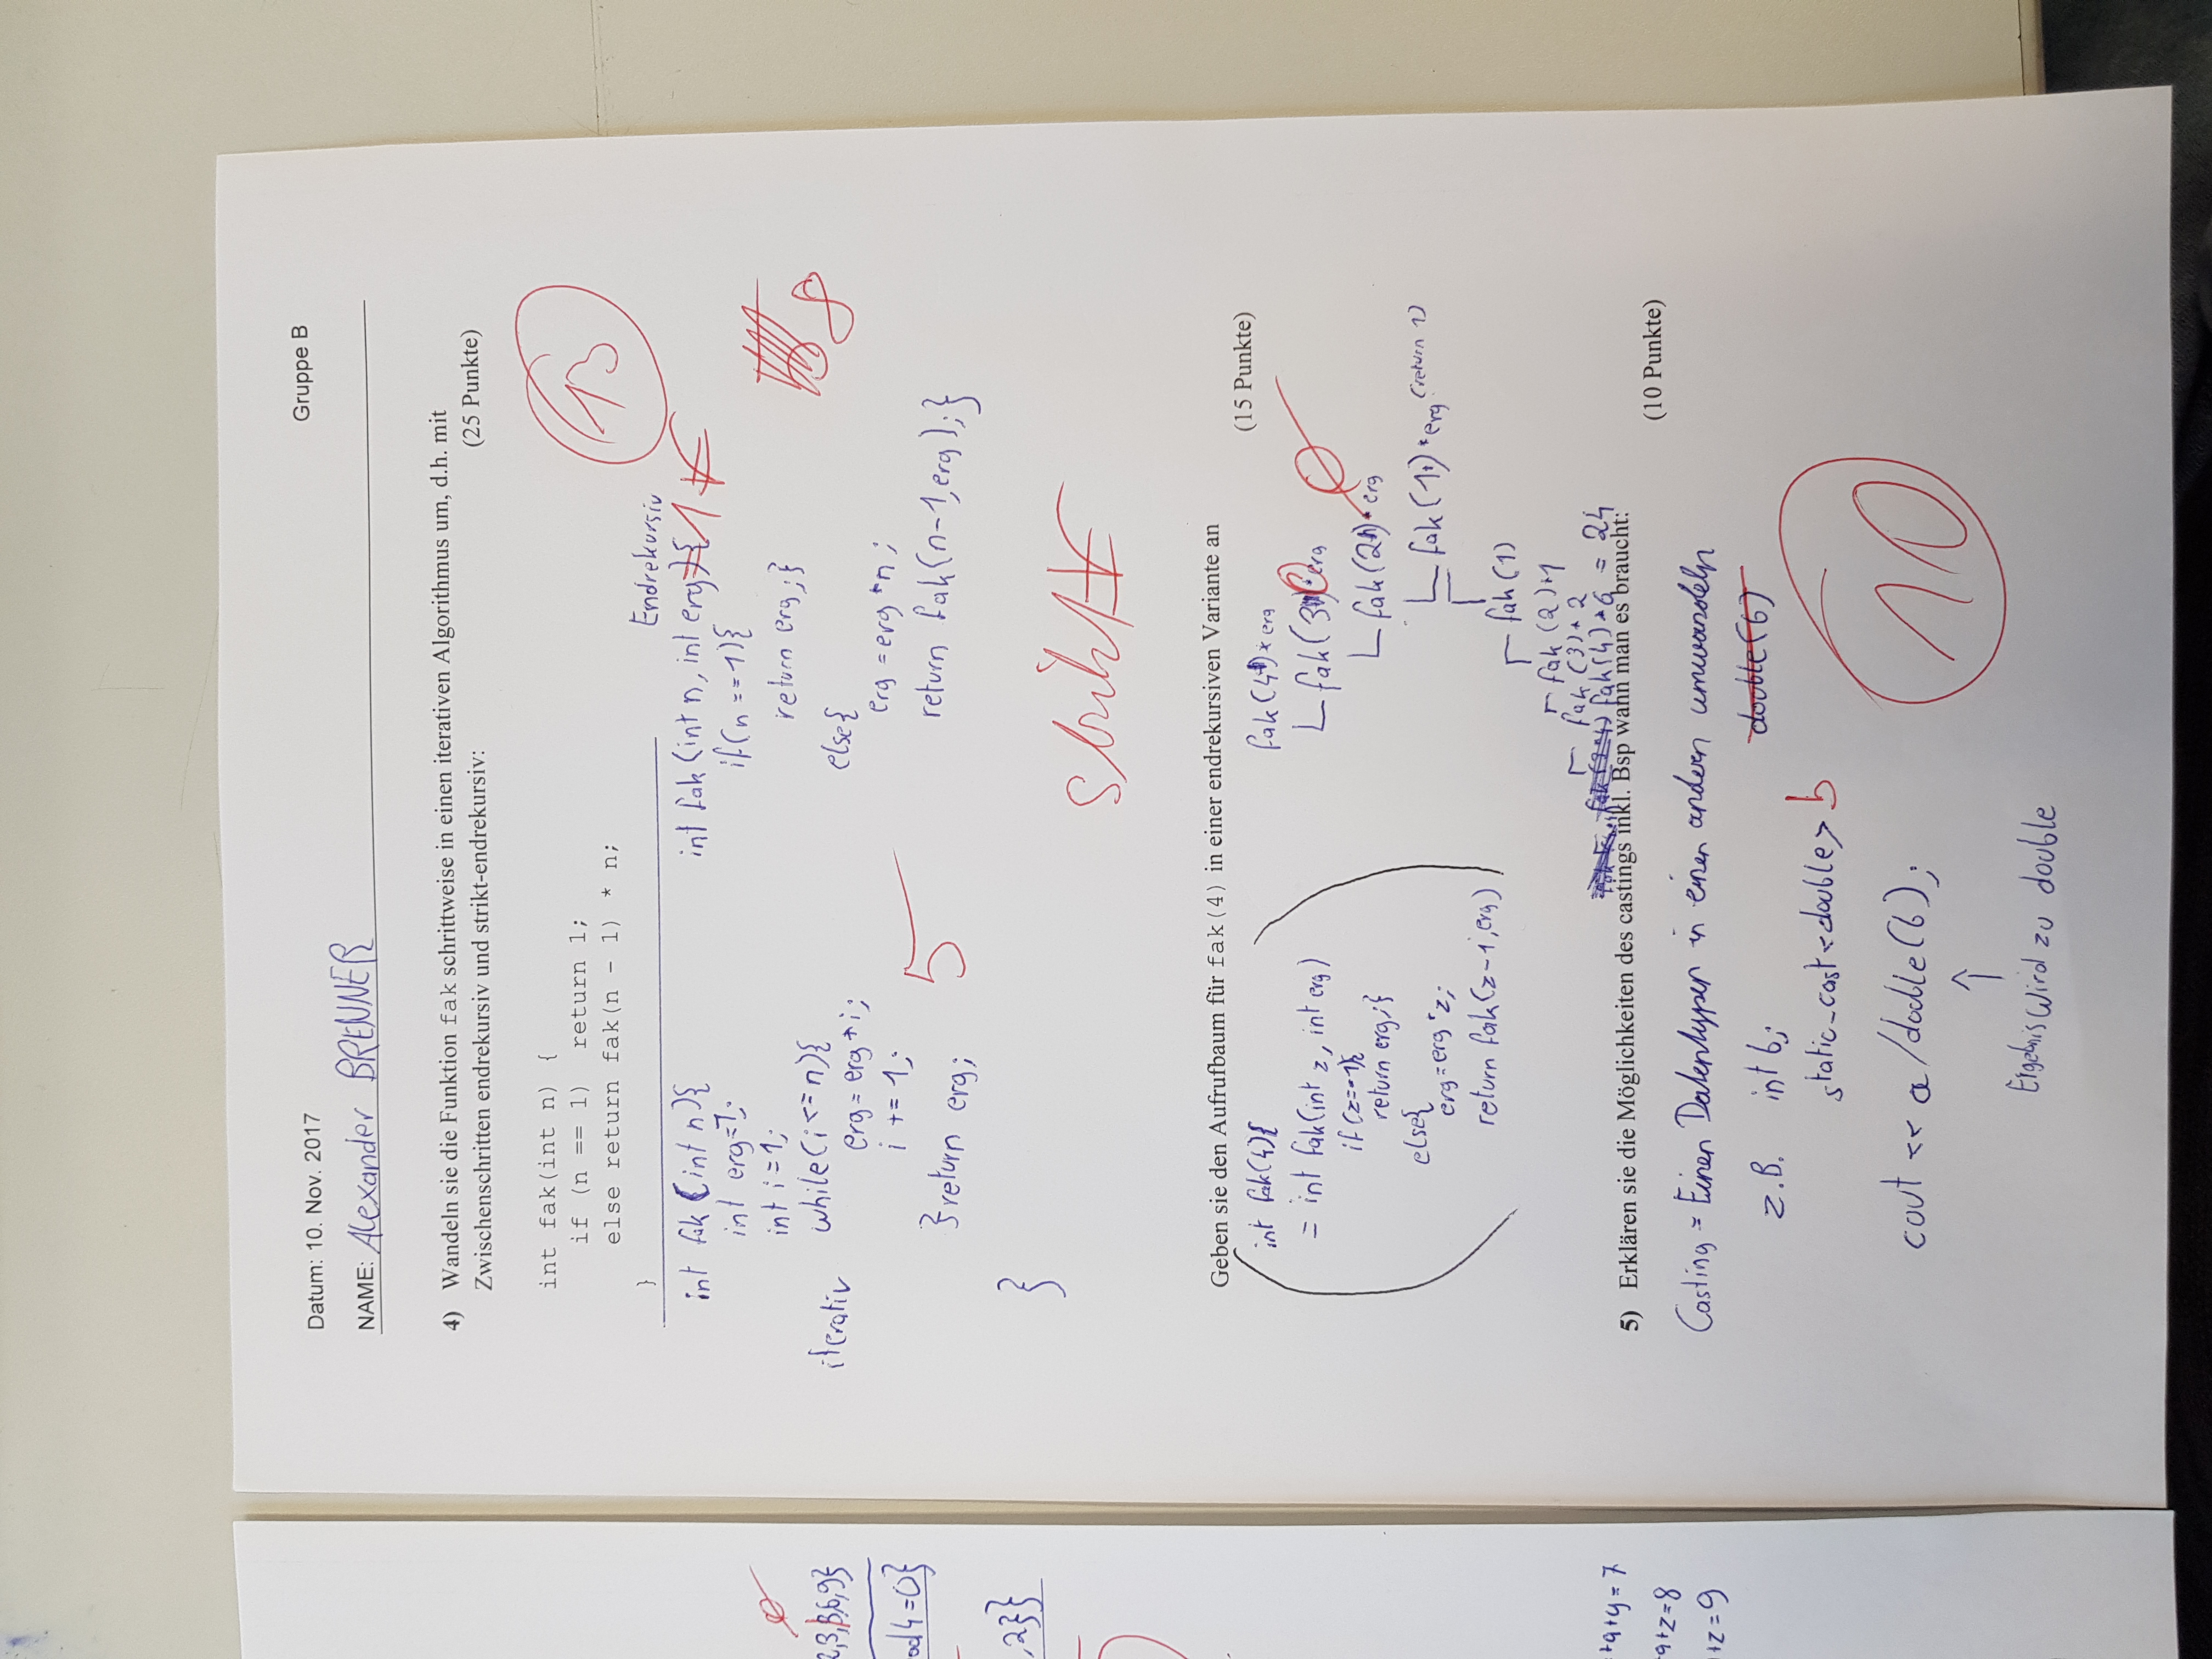 2,3,3,6,9}
od4=0}
,2}}
+a+y=7
+a+z=8
+z=9
Datum: 10. Nov. 2017
Gruppe B
NAME: Alexander BRENNER
4) Wandeln sie die Funktion fak schrittweise in einen iterativen Algorithmus um, d.h. mit
Zwischenschritten endrekursiv und strikt-endrekursiv:
(25 Punkte)
int fak(int n) {
if (n == 1) return 1;
else return fak(n - 1) * n;
}
13
int fak (int n){
int erg=1;
int i=1;
iterativ while(i<=n){
erg=erg*i;
i += 1;
}return erg;
}
5
Endrekursiv
int fak(int n, int erg){ =1
if(n==1){
return erg;}
else{
erg=erg*n;
return fak(n-1,erg);}
8
strikt
Geben sie den Aufrufbaum für fak(4) in einer endrekursiven Variante an
(15 Punkte)
int fak(4){
= int fak(int z, int erg)
if(z==1){
return erg;}
else{
erg=erg*z;
return fak(z-1,erg)
fak(4)*erg
fak(3)*erg
fak(2)*erg
fak(1)*erg (return 1)
fak(1)
fak(2)*1
fak(3)*2
fak(4)*6 = 24
5) Erklären sie die Möglichkeiten des castings inkl. Bsp wann man es braucht:
(10 Punkte)
Casting = Einen Datentypen in einen andern umwandeln
z.B. int b;
double(b)
static_cast<double> b
cout << a/double(b);
Ergebnis wird zu double
10